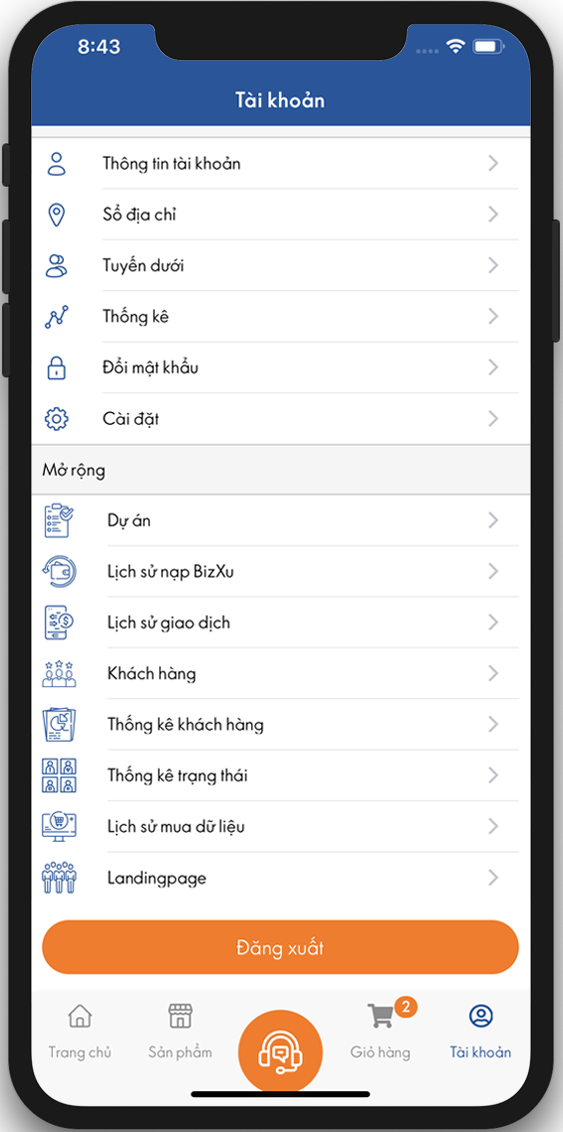 8:43
Tài khoản
Thông tin tài khoản
Sổ địa chỉ
Tuyến dưới
Thống kê
Đổi mật khẩu
Cài đặt
Mở rộng
Dự án
Lịch sử nạp BizXu
Lịch sử giao dịch
Khách hàng
Thống kê khách hàng
Thống kê trạng thái
Lịch sử mua dữ liệu
Landingpage
Đăng xuất
2
Trang chủ
Sản phẩm
Giỏ hàng
Tài khoản